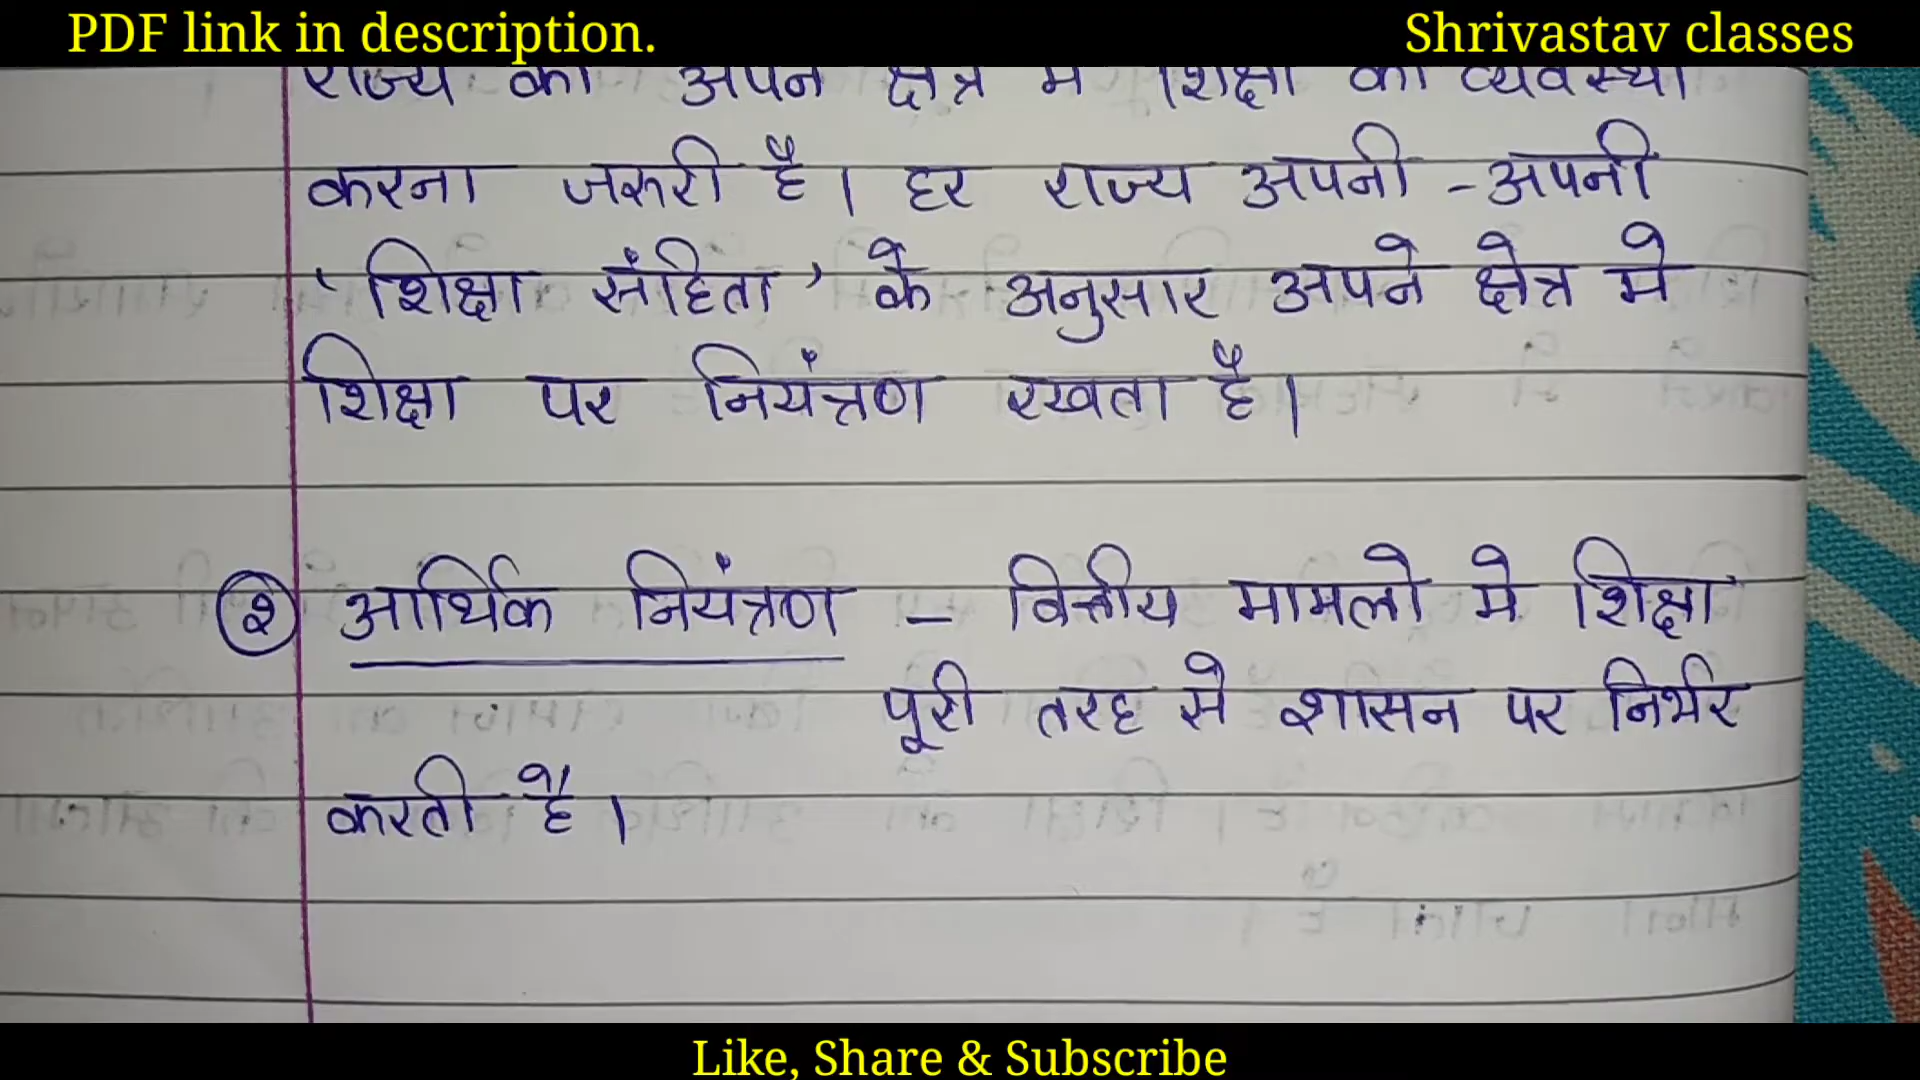 PDF link in description.
Shrivastav classes
राज्य को अपने क्षेत्र में शिक्षा की व्यवस्था
करना जरुरी है। हर राज्य अपनी - अपनी
' शिक्षा संहिता ' के अनुसार अपने क्षेत्र मे
शिक्षा पर नियंत्रण रखता है।
२ आर्थिक नियंत्रण - वित्तीय मामलो मे शिक्षा
पूरी तरह से शासन पर निर्भर
करती है।
Like, Share & Subscribe